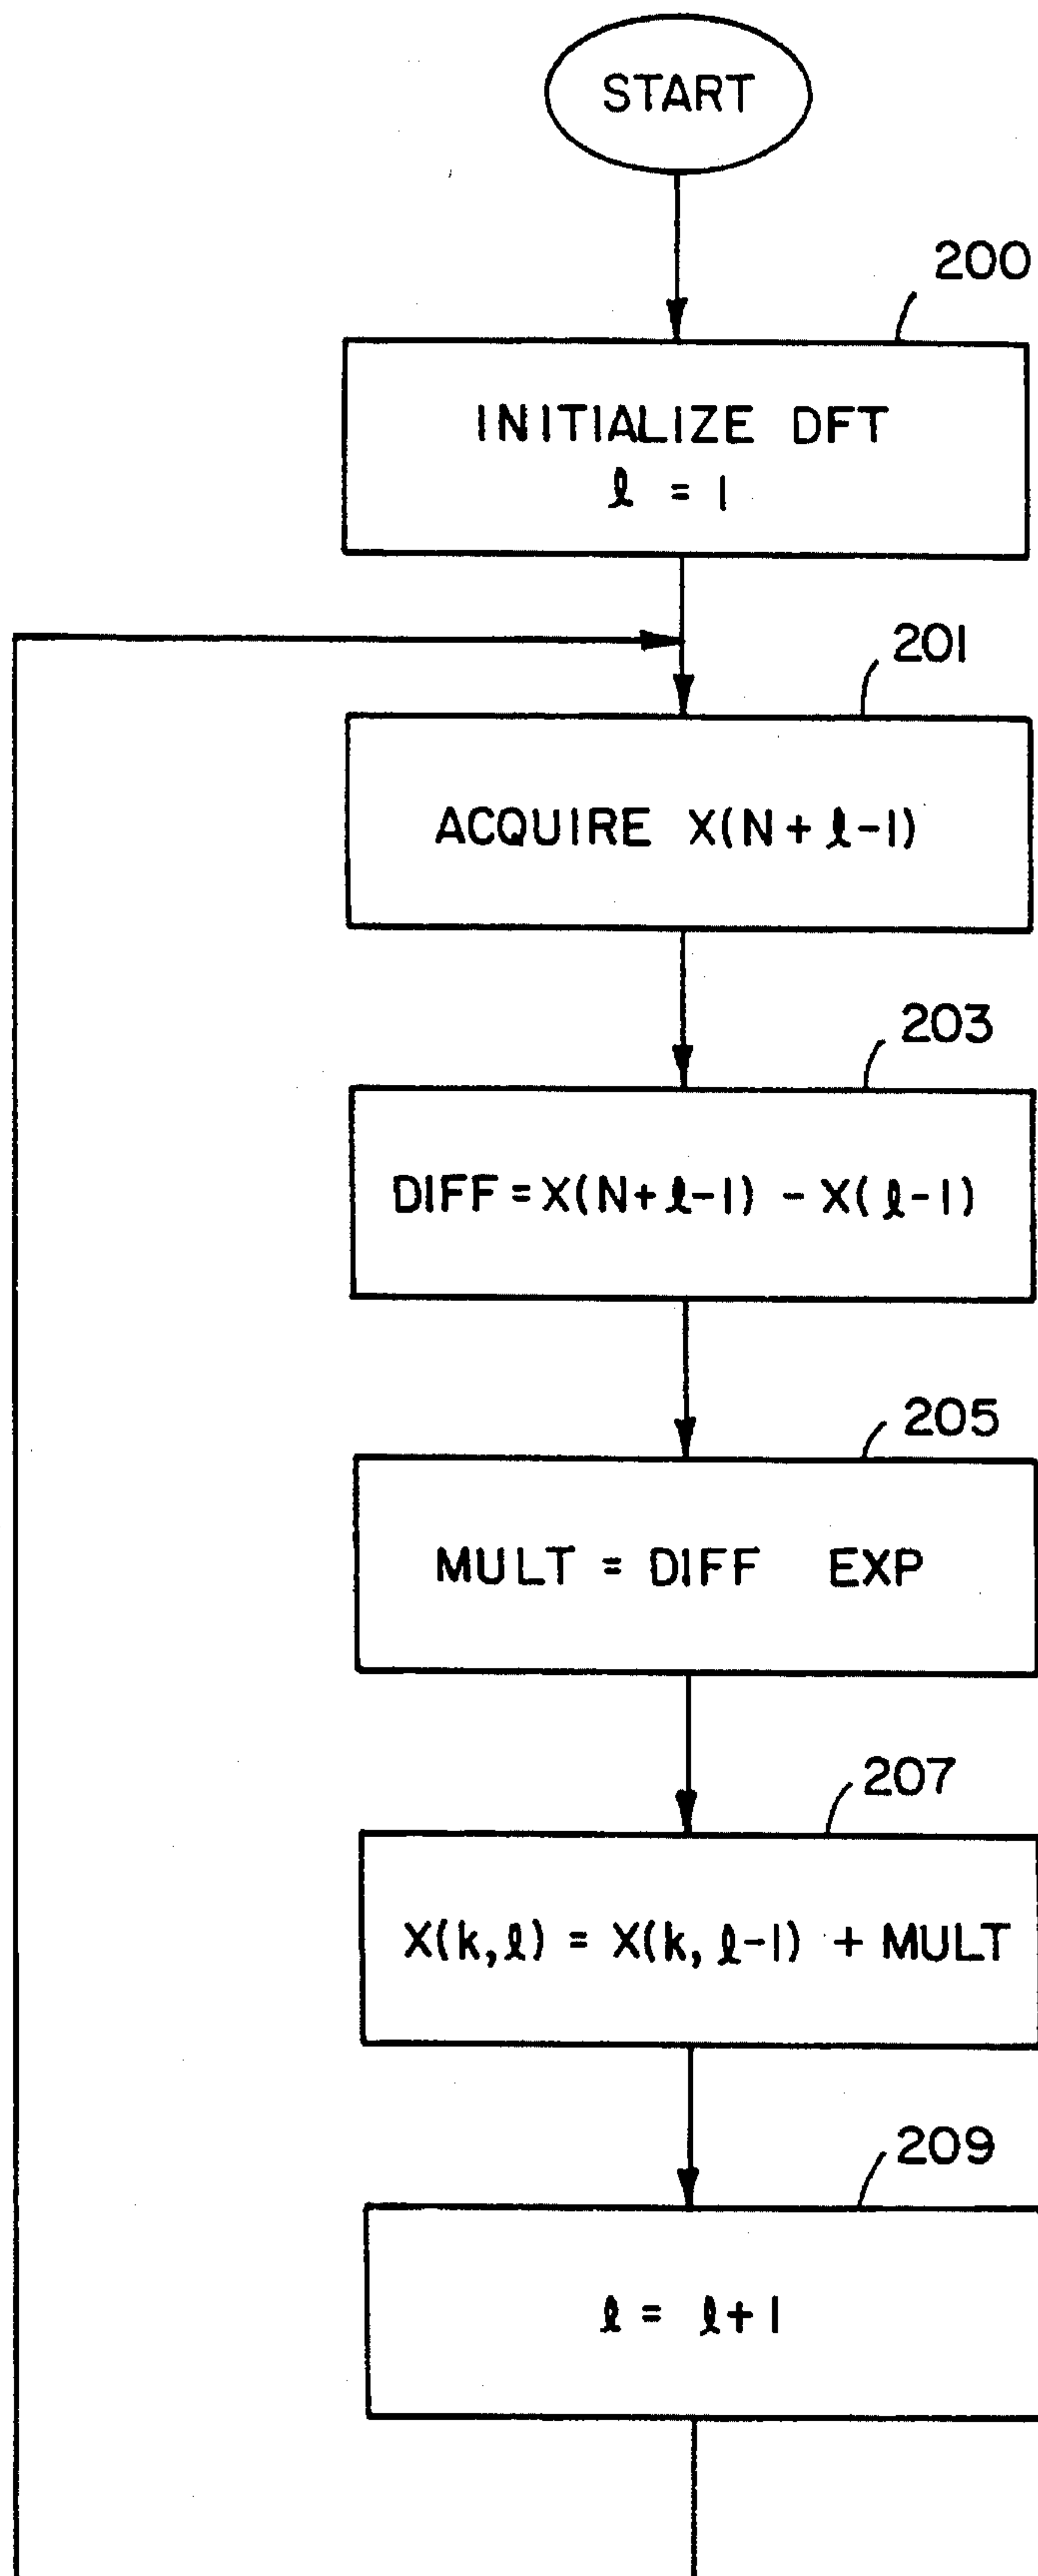 START
200
INITIALIZE DFT
ℓ = 1
201
ACQUIRE X(N + ℓ-1)
203
DIFF = X(N+ℓ-1) - X(ℓ-1)
205
MULT = DIFF EXP
207
X(k,ℓ) = X(k, ℓ-1) + MULT
209
ℓ = ℓ+1